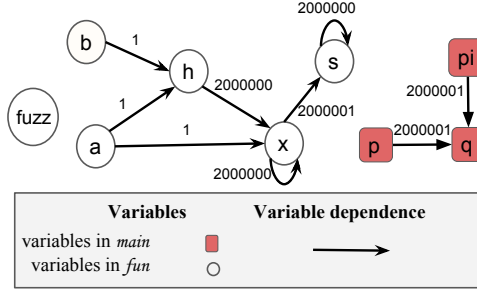 2000000
b
1
s
pi
h
2000000
2000001
fuzz
1
2000001
1
2000001
a
x
p
q
2000000
Variables
Variable dependence
variables in main
variables in fun